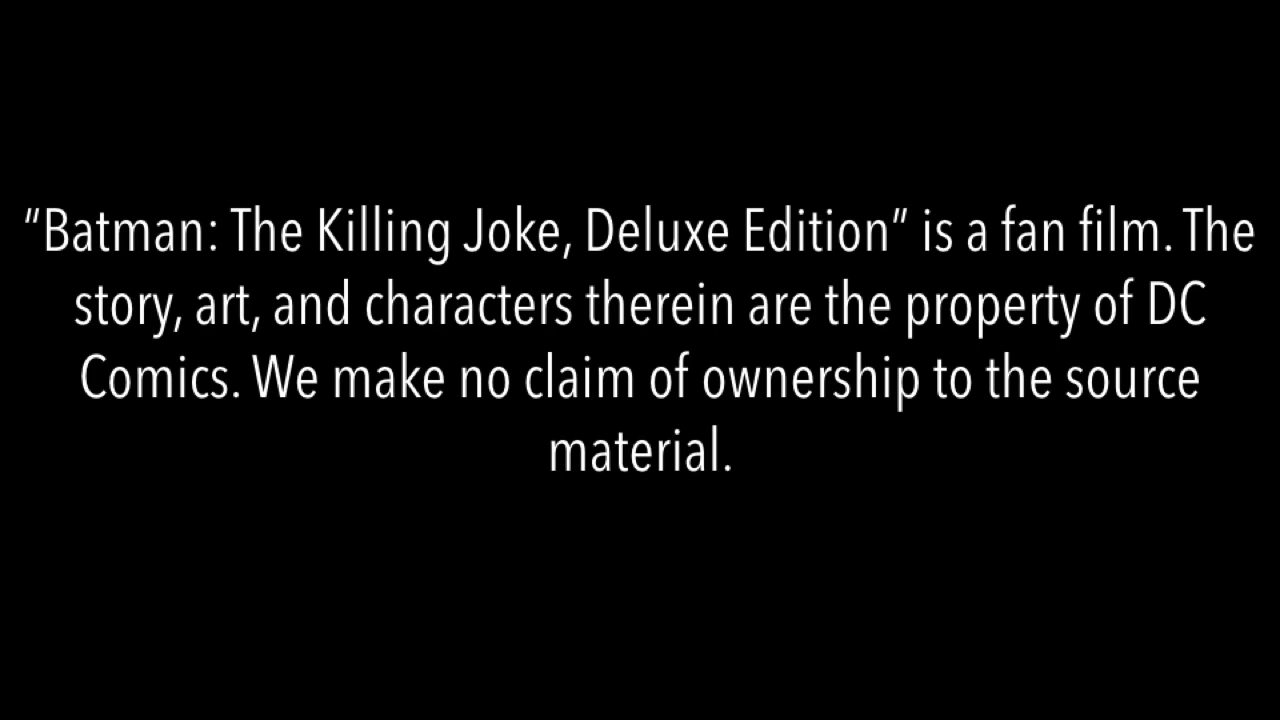 “Batman: The Killing Joke, Deluxe Edition” is a fan film. The
story, art, and characters therein are the property of DC
Comics. We make no claim of ownership to the source
material.